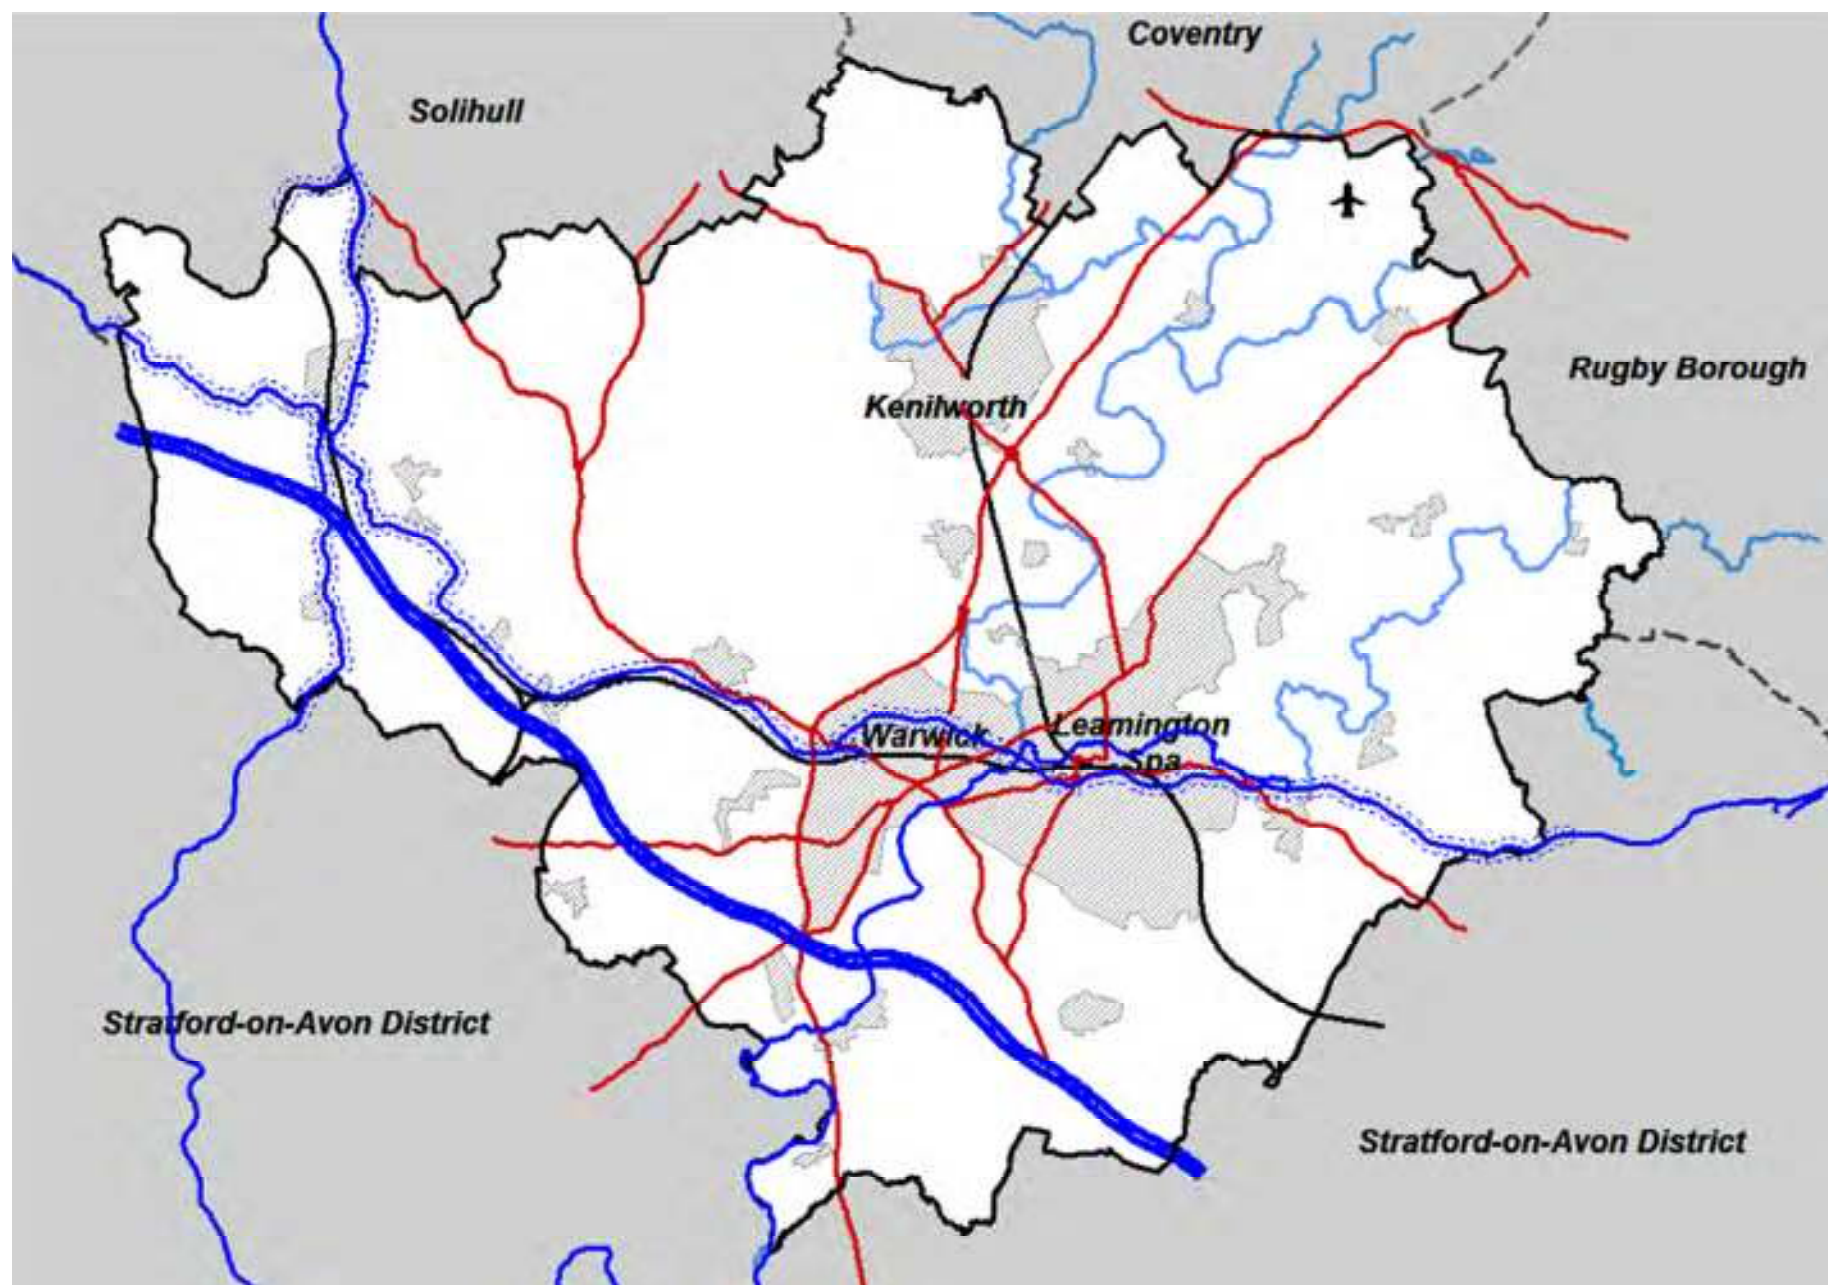 Coventry
Solihull
Rugby Borough
Kenilworth
Warwick
Leamington
Spa
Stratford-on-Avon District
Stratford-on-Avon District